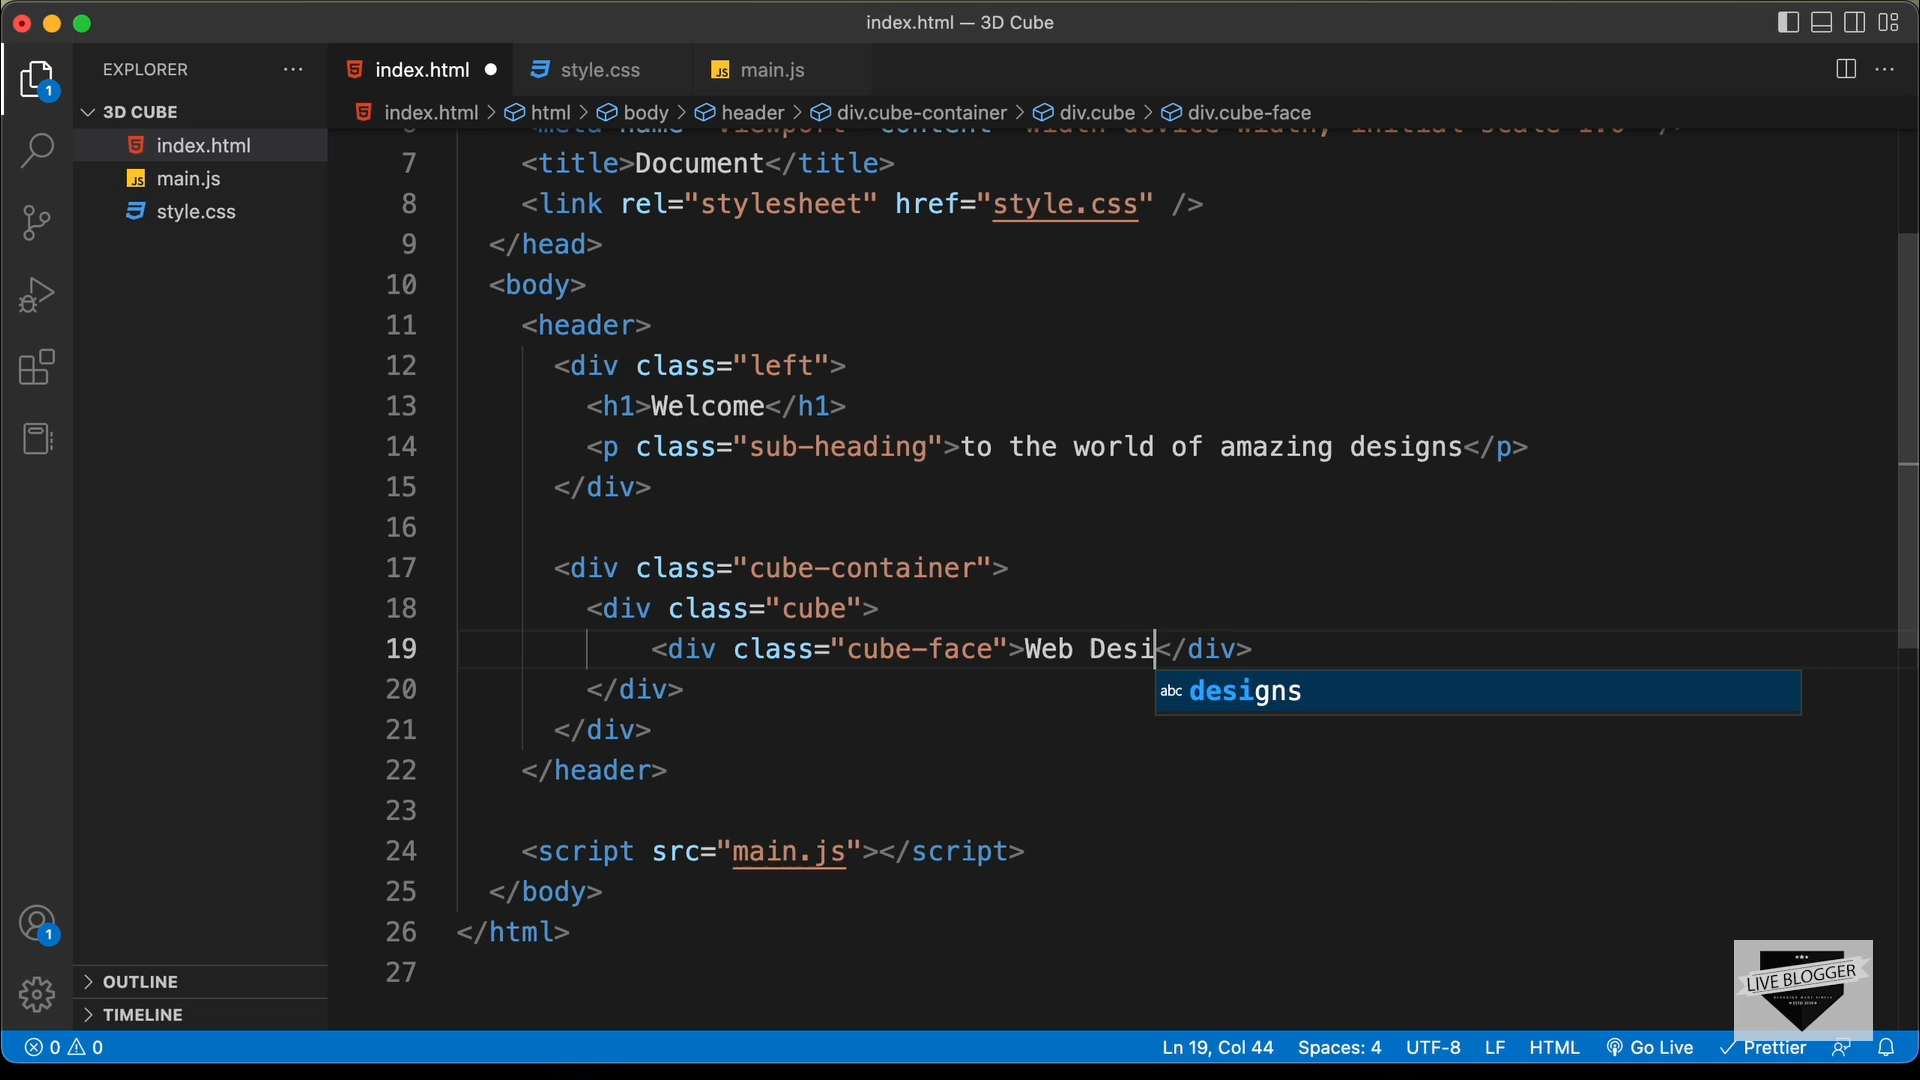 index.html — 3D Cube
EXPLORER
1
3D CUBE
index.html
JS main.js
style.css
index.html
style.css
JS main.js
index.html > html > body > header > div.cube-container > div.cube > div.cube-face
7 <title>Document</title>
8 <link rel="stylesheet" href="style.css" />
9 </head>
10 <body>
11 <header>
12 <div class="left">
13 <h1>Welcome</h1>
14 <p class="sub-heading">to the world of amazing designs</p>
15 </div>
16
17 <div class="cube-container">
18 <div class="cube">
19 <div class="cube-face">Web Desi</div>
abc designs
20 </div>
21 </div>
22 </header>
23
24 <script src="main.js"></script>
25 </body>
26 </html>
27
1
OUTLINE
TIMELINE
LIVE BLOGGER
0 0
Ln 19, Col 44 Spaces: 4 UTF-8 LF HTML Go Live Prettier